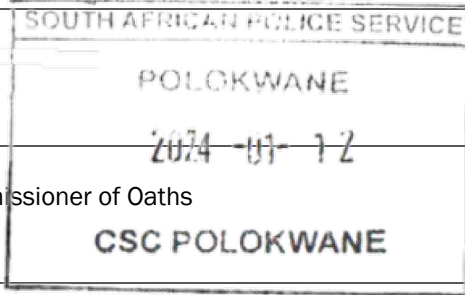 SOUTH AFRICAN POLICE SERVICE
POLOKWANE
2024 -01- 12
issioner of Oaths
CSC POLOKWANE